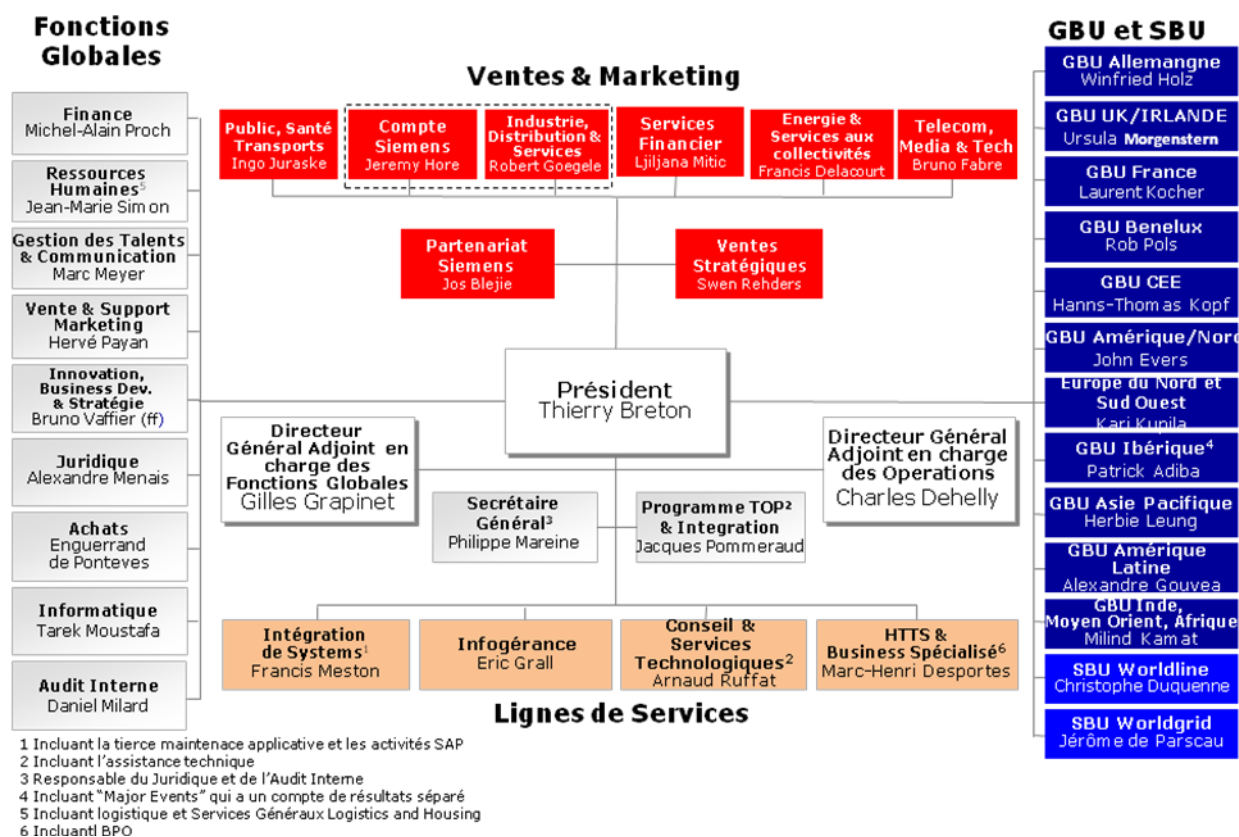 Fonctions
Globales
Finance
Michel-Alain Proch
Ressources
Humaines⁵
Jean-Marie Simon
Gestion des Talents
& Communication
Marc Meyer
Vente & Support
Marketing
Hervé Payan
Innovation,
Business Dev.
& Stratégie
Bruno Vaffier (ff)
Juridique
Alexandre Menais
Achats
Enguerrand
de Ponteves
Informatique
Tarek Moustafa
Audit Interne
Daniel Milard
Ventes & Marketing
Public, Santé
Transports
Ingo Juraske
Compte
Siemens
Jeremy Hore
Industrie,
Distribution &
Services
Robert Goegele
Services
Financier
Ljiljana Mitic
Energie &
Services aux
collectivités
Francis Delacourt
Telecom,
Media & Tech
Bruno Fabre
Partenariat
Siemens
Jos Blejie
Ventes
Stratégiques
Swen Rehders
Président
Thierry Breton
Directeur
Général Adjoint en
charge des
Fonctions Globales
Gilles Grapinet
Directeur Général
Adjoint en charge
des Operations
Charles Dehelly
Secrétaire
Général³
Philippe Mareine
Programme TOP²
& Integration
Jacques Pommeraud
Intégration
de Systems¹
Francis Meston
Infogérance
Eric Grall
Conseil &
Services
Technologiques²
Arnaud Ruffat
HTTS &
Business Spécialisé⁶
Marc-Henri Desportes
Lignes de Services
GBU et SBU
GBU Allemangne
Winfried Holz
GBU UK/IRLANDE
Ursula Morgenstern
GBU France
Laurent Kocher
GBU Benelux
Rob Pols
GBU CEE
Hanns-Thomas Kopf
GBU Amérique/Nord
John Evers
Europe du Nord et
Sud Ouest
Kari Kupila
GBU Ibérique⁴
Patrick Adiba
GBU Asie Pacifique
Herbie Leung
GBU Amérique
Latine
Alexandre Gouvea
GBU Inde,
Moyen Orient, Afrique
Milind Kamat
SBU Worldline
Christophe Duquenne
SBU Worldgrid
Jérôme de Parscau
1 Incluant la tierce maintenace applicative et les activités SAP
2 Incluant l'assistance technique
3 Responsable du Juridique et de l'Audit Interne
4 Incluant "Major Events" qui a un compte de résultats séparé
5 Incluant logistique et Services Généraux Logistics and Housing
6 Incluantl BPO